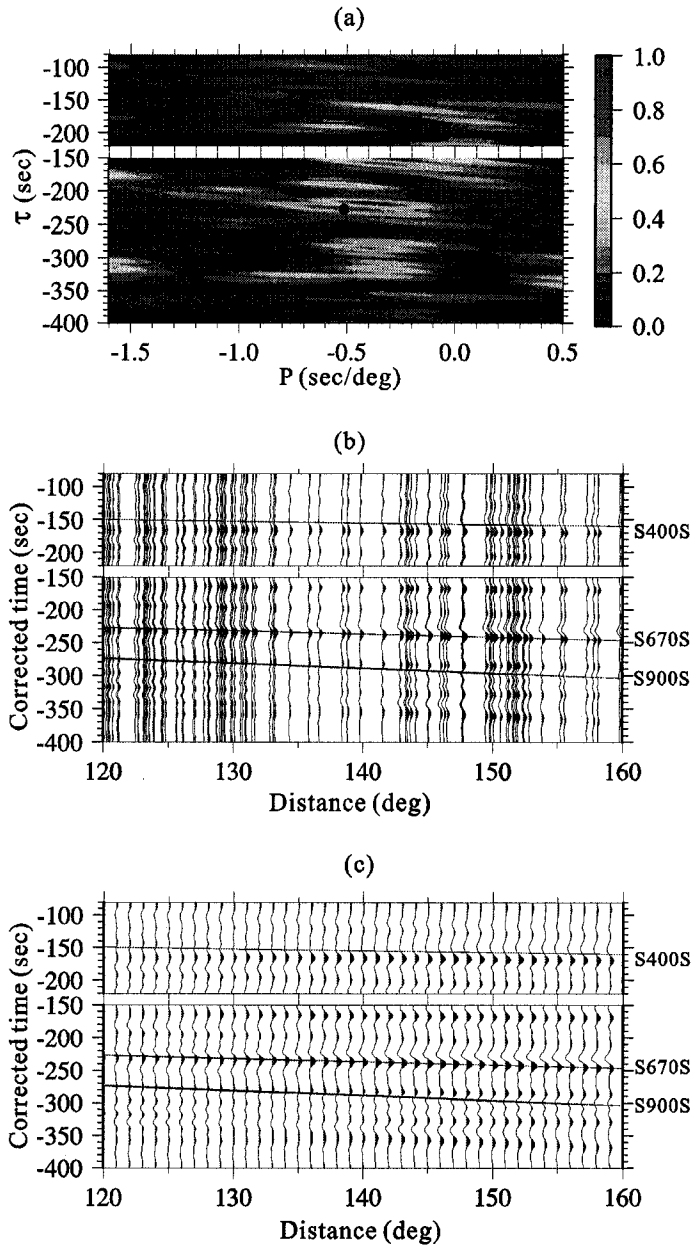 (a)
-100
-150
-200
-150
-200
-250
-300
-350
-400
τ (sec)
-1.5 -1.0 -0.5 0.0 0.5
P (sec/deg)
1.0
0.8
0.6
0.4
0.2
0.0
(b)
-100
-150
-200
-150
-200
-250
-300
-350
-400
Corrected time (sec)
S400S
S670S
S900S
120 130 140 150 160
Distance (deg)
(c)
-100
-150
-200
-150
-200
-250
-300
-350
-400
Corrected time (sec)
S400S
S670S
S900S
120 130 140 150 160
Distance (deg)